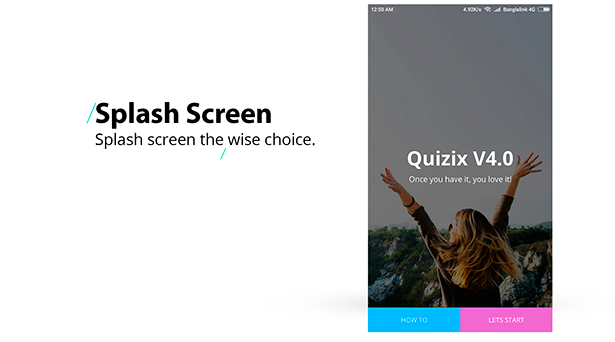 Splash Screen
Splash screen the wise choice.
12:50 AM 4.92K/s Banglalink 4G
Quizix V4.0
Once you have it, you love it!
HOW TO LETS START